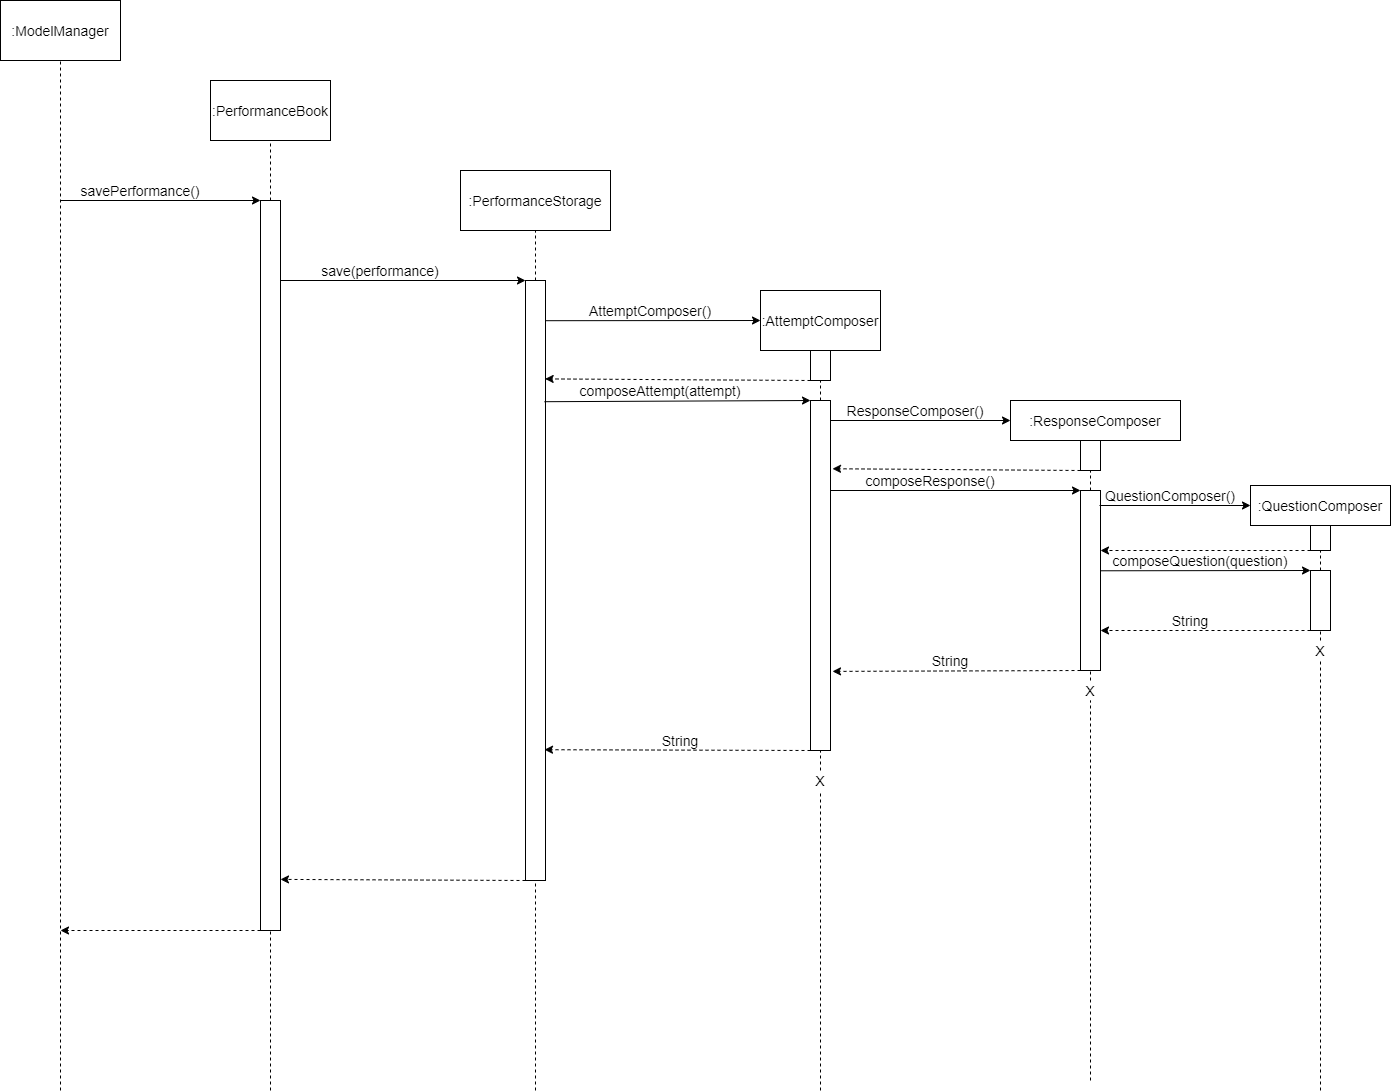 :ModelManager
:PerformanceBook
savePerformance()
:PerformanceStorage
save(performance)
AttemptComposer()
:AttemptComposer
composeAttempt(attempt)
ResponseComposer()
:ResponseComposer
composeResponse()
QuestionComposer()
:QuestionComposer
composeQuestion(question)
String
X
String
X
String
X